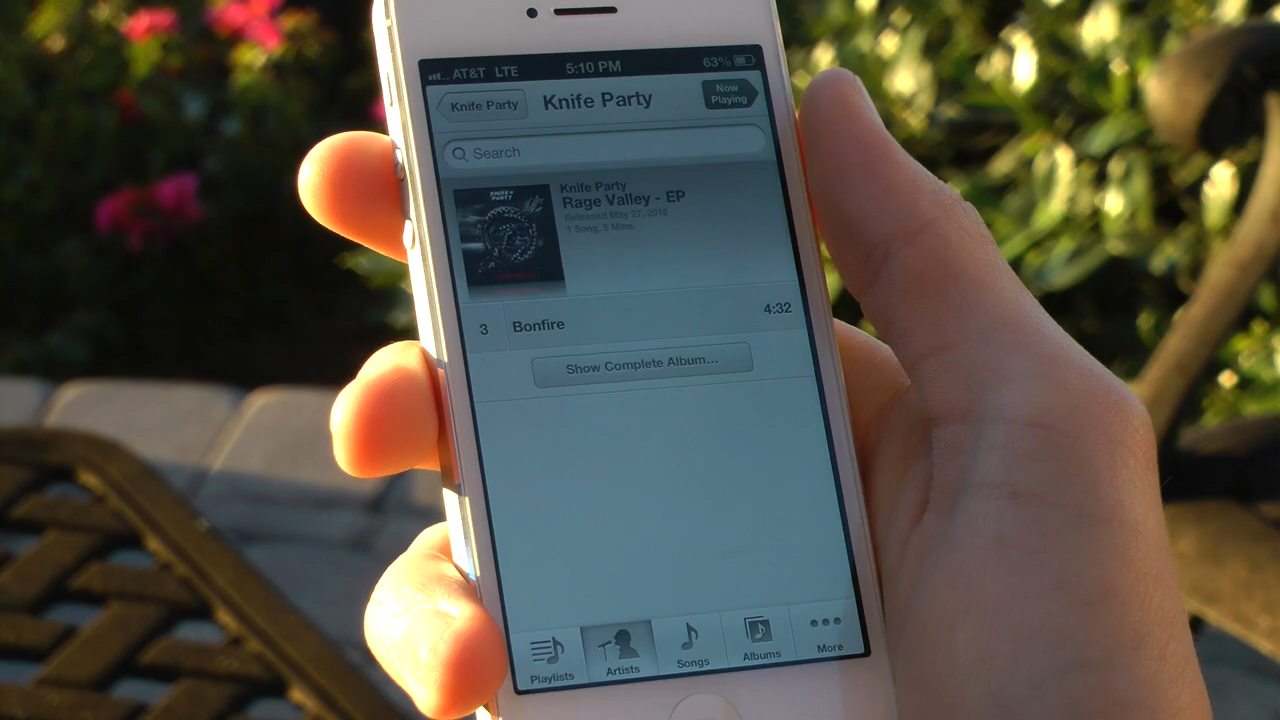 AT&T LTE 5:10 PM 63%
Knife Party Knife Party Now Playing
Search
KNIFE PARTY
Knife Party
Rage Valley - EP
Released May 27, 2012
1 Song, 5 Mins.
3 Bonfire 4:32
Show Complete Album...
Playlists Artists Songs Albums More